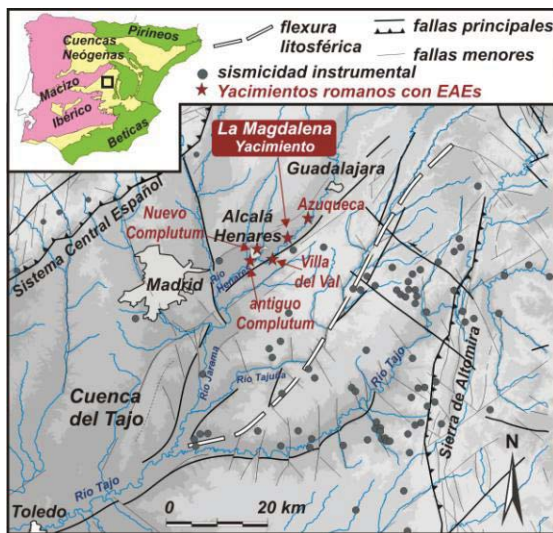 Pirineos
Cuencas
Neógenas
Macizo
Ibérico
Beticas
flexura
litosférica
fallas principales
fallas menores
sismicidad instrumental
Yacimientos romanos con EAEs
La Magdalena
Yacimiento
Guadalajara
Azuqueca
Sistema Central Español
Nuevo
Complutum
Alcalá
Henares
Río
Henares
Madrid
Villa
del Val
antiguo
Complutum
Río Jarama
Río Tajuña
Río Tajo
Cuenca
del Tajo
Sierra de Altomira
Río Tajo
N
Toledo
0 20 km